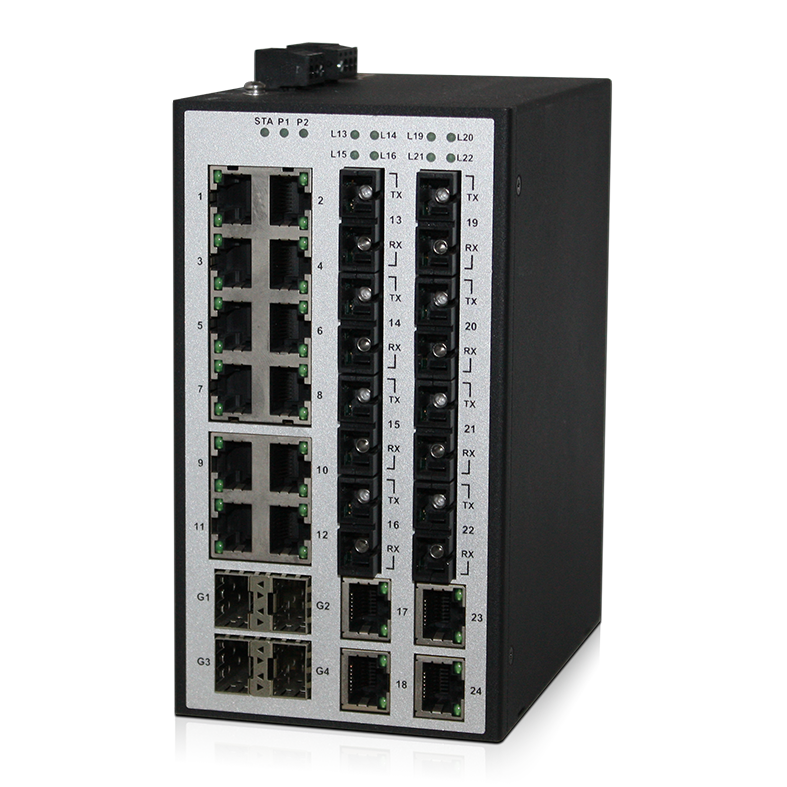 STA P1 P2
L13 L14 L19 L20
L15 L16 L21 L22
1 2
3 4
5 6
7 8
9 10
11 12
G1 G2
G3 G4
TX
13
RX
TX
14
RX
TX
15
RX
TX
16
RX
17
18
TX
19
RX
TX
20
RX
TX
21
RX
TX
22
RX
23
24